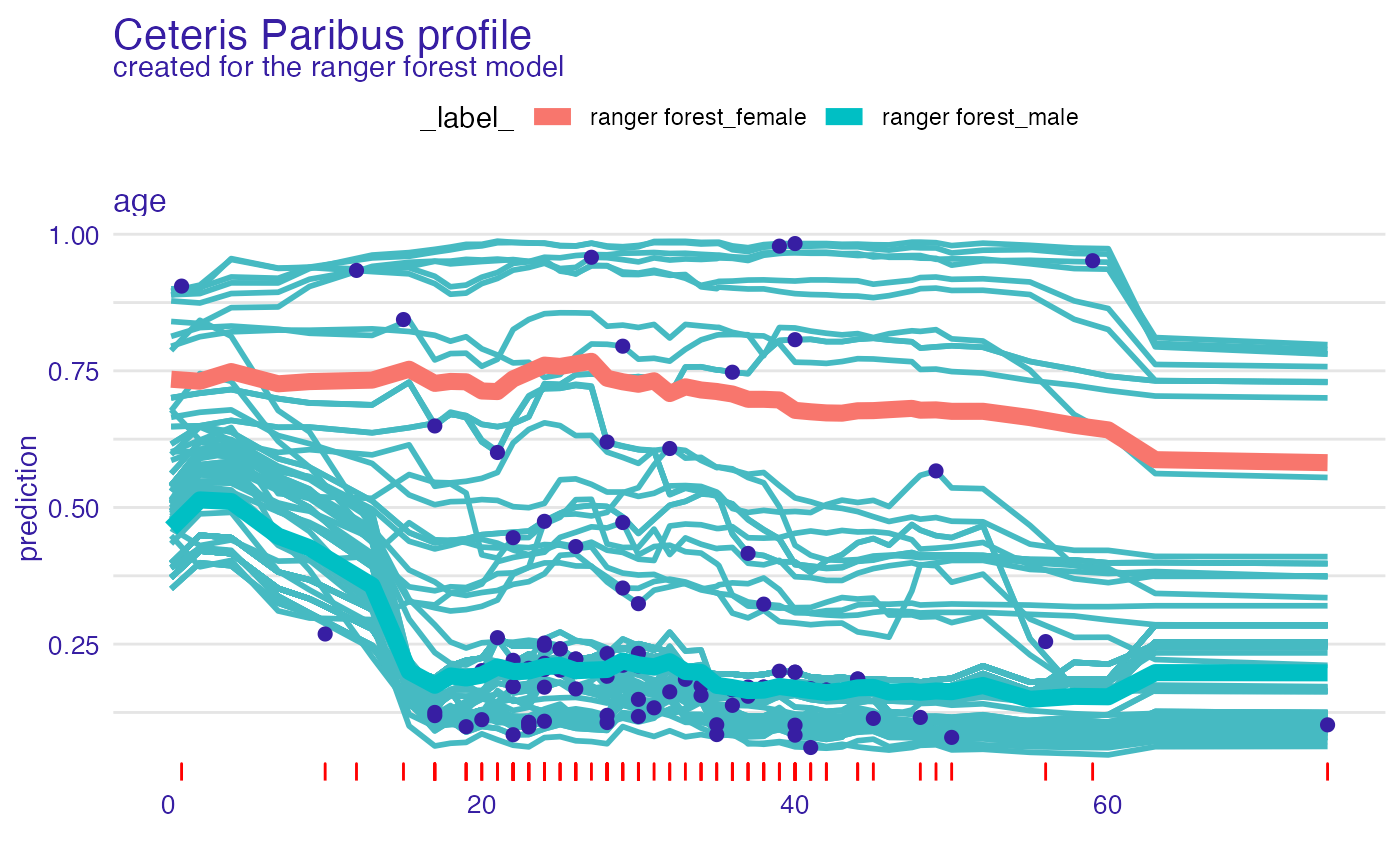 Ceteris Paribus profile
created for the ranger forest model
_label_ ranger forest_female ranger forest_male
age
1.00
0.75
0.50
0.25
prediction
0 20 40 60